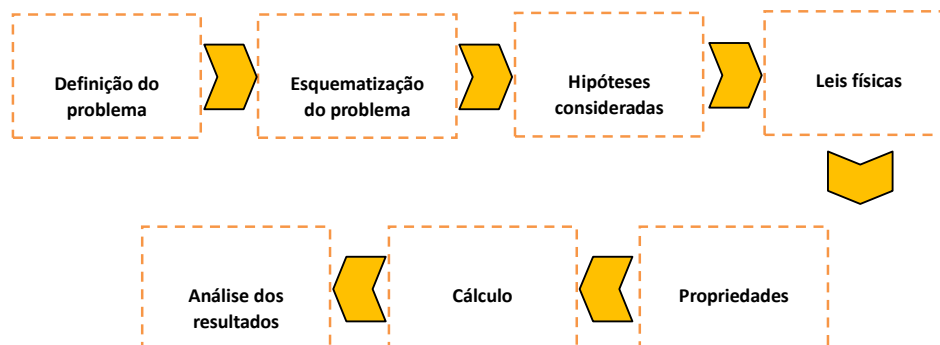 Definição do
problema
Esquematização
do problema
Hipóteses
consideradas
Leis físicas
Propriedades
Cálculo
Análise dos
resultados